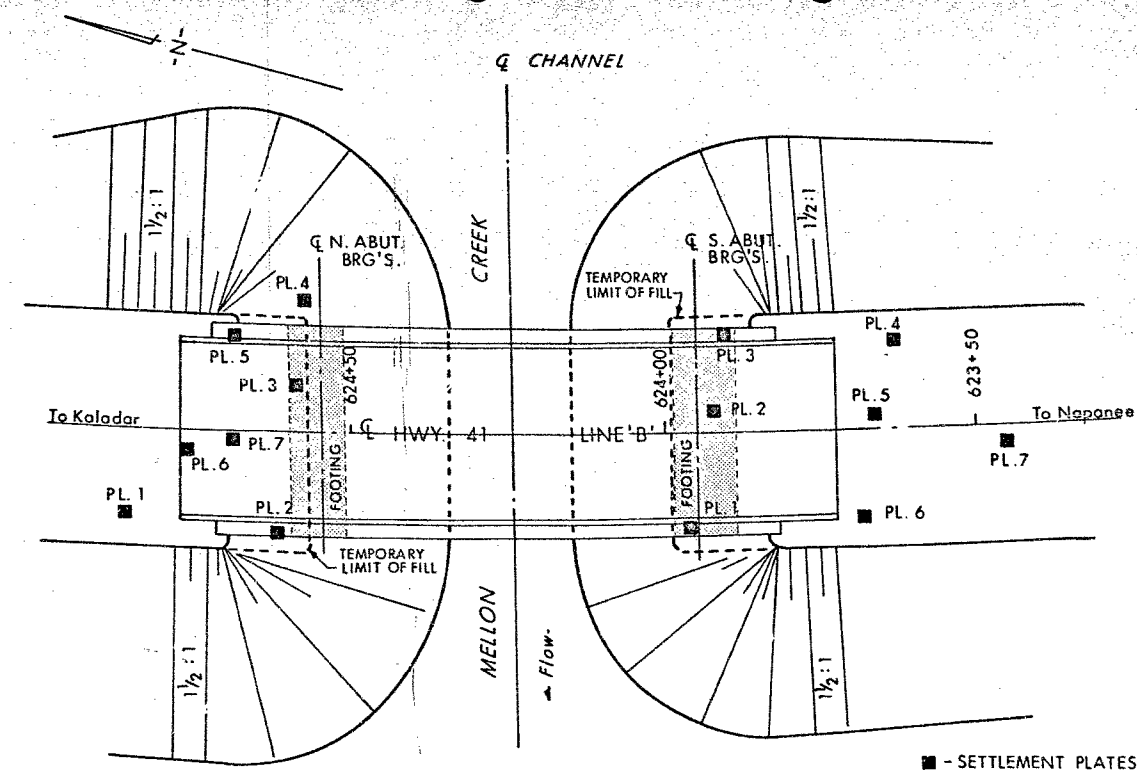 -N-
℄ CHANNEL
1½ : 1
1½ : 1
CREEK
℄ N. ABUT.
BRG'S.
℄ S. ABUT.
BRG'S.
TEMPORARY
LIMIT OF FILL
PL. 4
PL. 5
PL. 3
624+50
624+00
PL. 3
PL. 4
623+50
PL. 2
PL. 5
To Kaladar
℄ HWY. 41 LINE 'B'
To Napanee
PL. 6
PL. 7
PL. 7
FOOTING
FOOTING
PL. 1
PL. 2
PL.
PL. 6
TEMPORARY
LIMIT OF FILL
MELLON
Flow
1½ : 1
1½ : 1
- SETTLEMENT PLATES